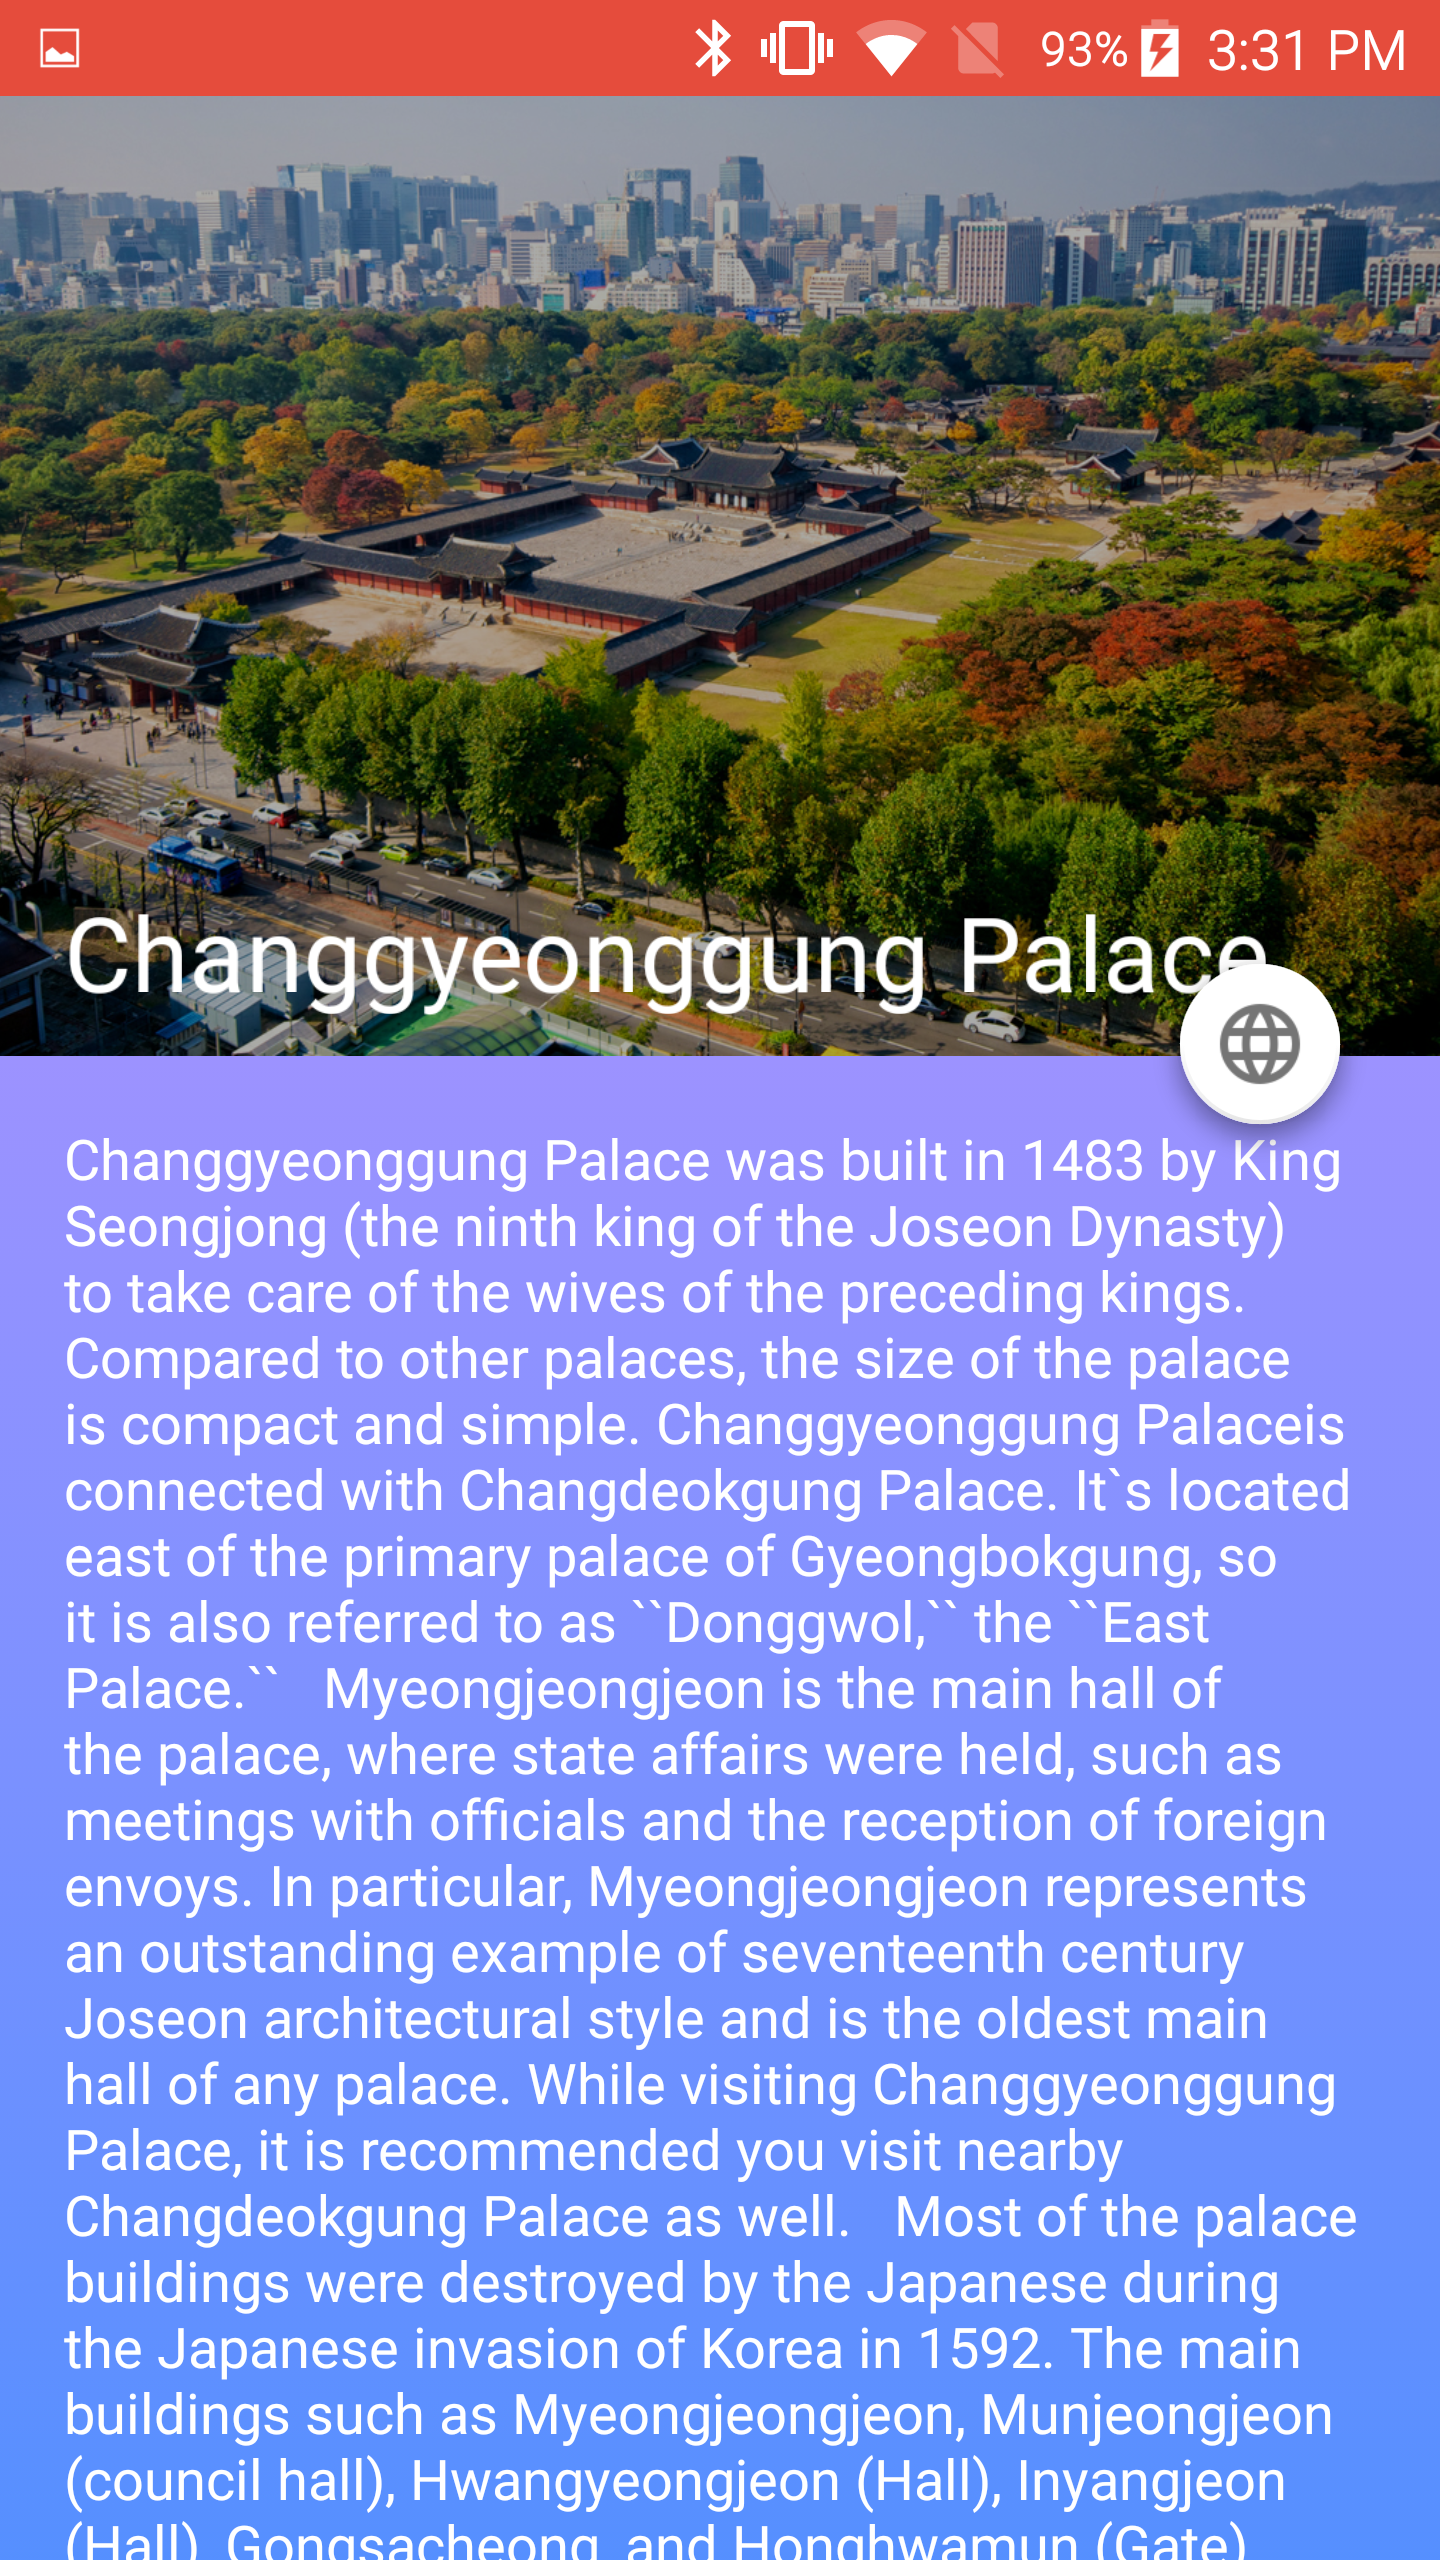 93% 3:31 PM
Changgyeonggung Palace
Changgyeonggung Palace was built in 1483 by King
Seongjong (the ninth king of the Joseon Dynasty)
to take care of the wives of the preceding kings.
Compared to other palaces, the size of the palace
is compact and simple. Changgyeonggung Palaceis
connected with Changdeokgung Palace. It`s located
east of the primary palace of Gyeongbokgung, so
it is also referred to as ``Donggwol,`` the ``East
Palace.``   Myeongjeongjeon is the main hall of
the palace, where state affairs were held, such as
meetings with officials and the reception of foreign
envoys. In particular, Myeongjeongjeon represents
an outstanding example of seventeenth century
Joseon architectural style and is the oldest main
hall of any palace. While visiting Changgyeonggung
Palace, it is recommended you visit nearby
Changdeokgung Palace as well.   Most of the palace
buildings were destroyed by the Japanese during
the Japanese invasion of Korea in 1592. The main
buildings such as Myeongjeongjeon, Munjeongjeon
(council hall), Hwangyeongjeon (Hall), Inyangjeon
(Hall), Gongsacheong, and Honghwamun (Gate)